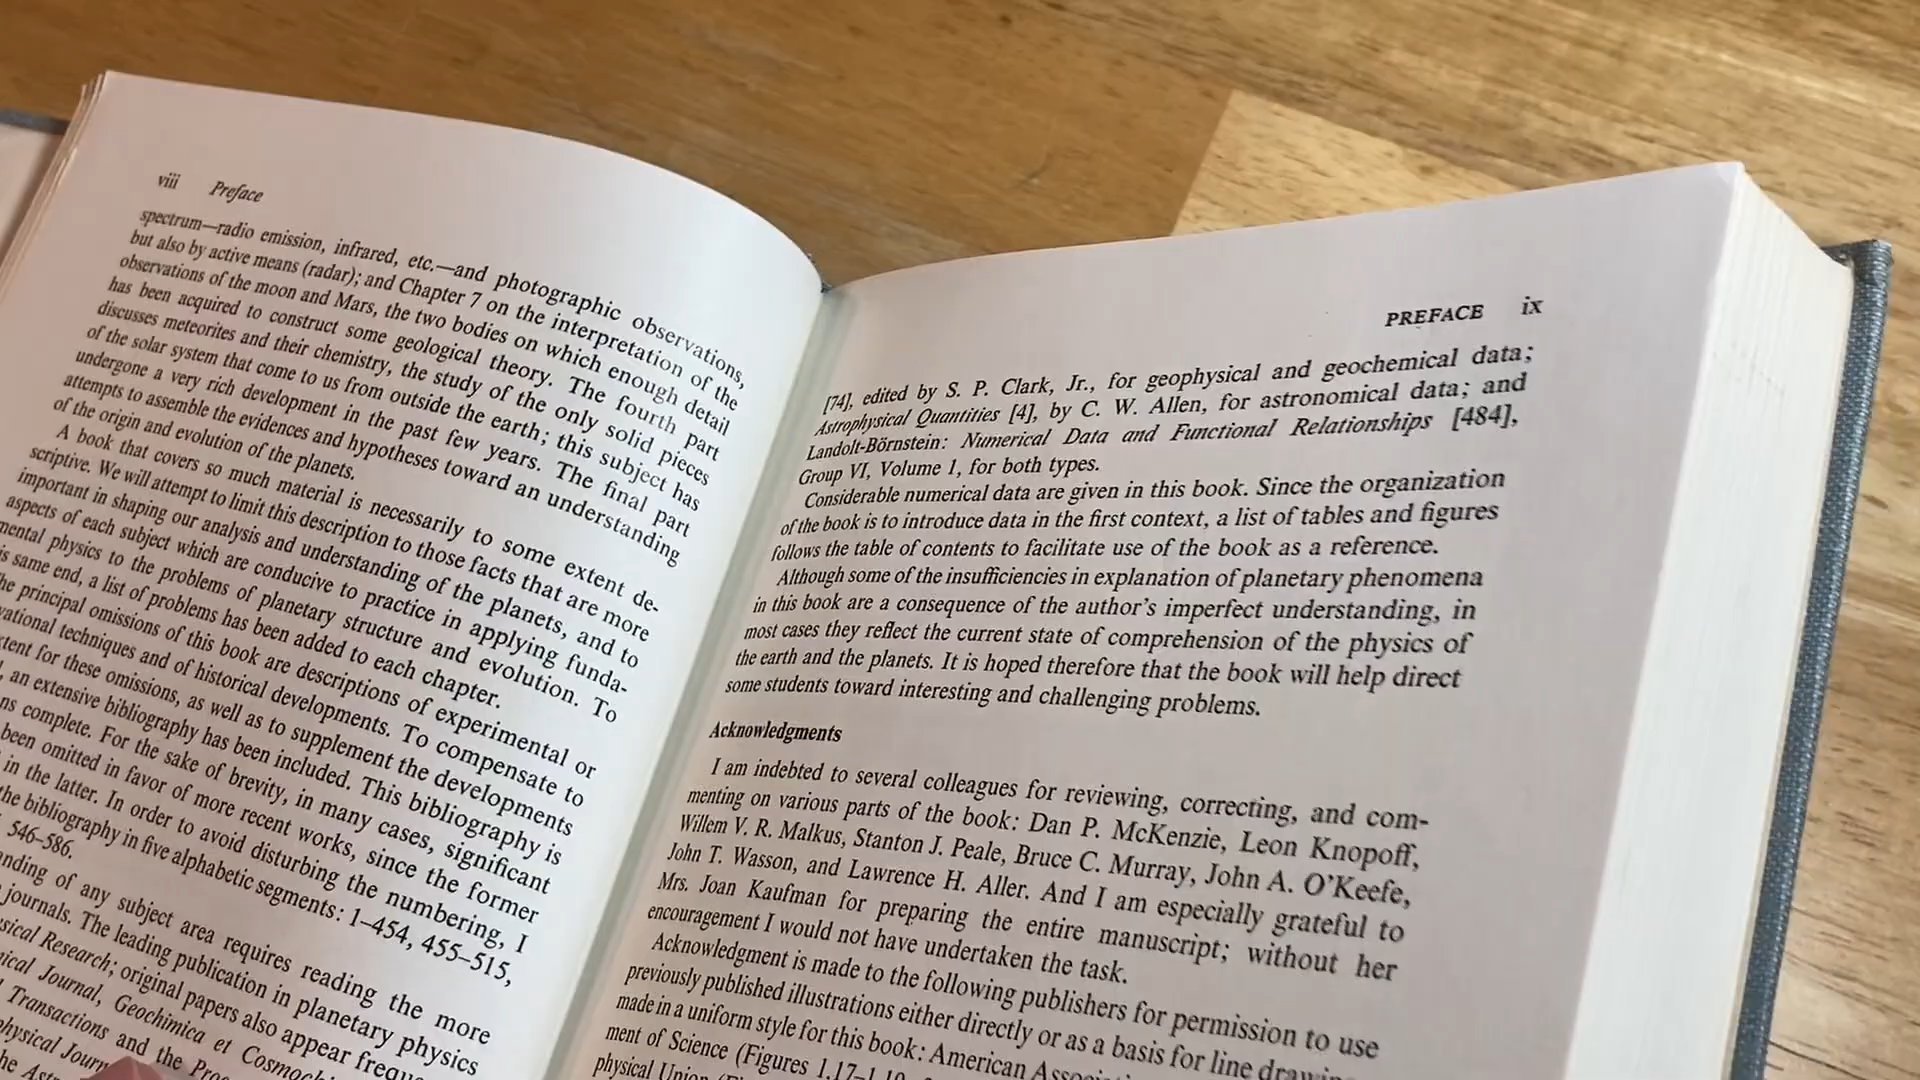 viii Preface
spectrum—radio emission, infrared, etc.—and photographic observations,
but also by active means (radar); and Chapter 7 on the interpretation of the
observations of the moon and Mars, the two bodies on which enough detail
has been acquired to construct some geological theory. The fourth part
discusses meteorites and their chemistry, the study of the only solid pieces
of the solar system that come to us from outside the earth; this subject has
undergone a very rich development in the past few years. The final part
attempts to assemble the evidences and hypotheses toward an understanding
of the origin and evolution of the planets.
A book that covers so much material is necessarily to some extent de-
scriptive. We will attempt to limit this description to those facts that are more
important in shaping our analysis and understanding of the planets, and to
aspects of each subject which are conducive to practice in applying funda-
mental physics to the problems of planetary structure and evolution. To
same end, a list of problems has been added to each chapter.
principal omissions of this book are descriptions of experimental or
techniques and of historical developments. To compensate to
for these omissions, as well as to supplement the developments
an extensive bibliography has been included. This bibliography is
complete. For the sake of brevity, in many cases, significant
been omitted in favor of more recent works, since the former
in the latter. In order to avoid disturbing the numbering, I
the bibliography in five alphabetic segments: 1–454, 455–515,
546–586.
of any subject area requires reading the more
journals. The leading publication in planetary physics
Research; original papers also appear
Journal, Geochimica et
Transactions and the
PREFACE ix
[74], edited by S. P. Clark, Jr., for geophysical and geochemical data;
Astrophysical Quantities [4], by C. W. Allen, for astronomical data; and
Landolt-Börnstein: Numerical Data and Functional Relationships [484],
Group VI, Volume 1, for both types.
Considerable numerical data are given in this book. Since the organization
of the book is to introduce data in the first context, a list of tables and figures
follows the table of contents to facilitate use of the book as a reference.
Although some of the insufficiencies in explanation of planetary phenomena
in this book are a consequence of the author's imperfect understanding, in
most cases they reflect the current state of comprehension of the physics of
the earth and the planets. It is hoped therefore that the book will help direct
some students toward interesting and challenging problems.
Acknowledgments
I am indebted to several colleagues for reviewing, correcting, and com-
menting on various parts of the book: Dan P. McKenzie, Leon Knopoff,
Willem V. R. Malkus, Stanton J. Peale, Bruce C. Murray, John A. O'Keefe,
John T. Wasson, and Lawrence H. Aller. And I am especially grateful to
Mrs. Joan Kaufman for preparing the entire manuscript; without her
encouragement I would not have undertaken the task.
Acknowledgment is made to the following publishers for permission to use
previously published illustrations either directly or as a basis for line
made in a uniform style for this book: American
ment of Science (Figures
physical Union